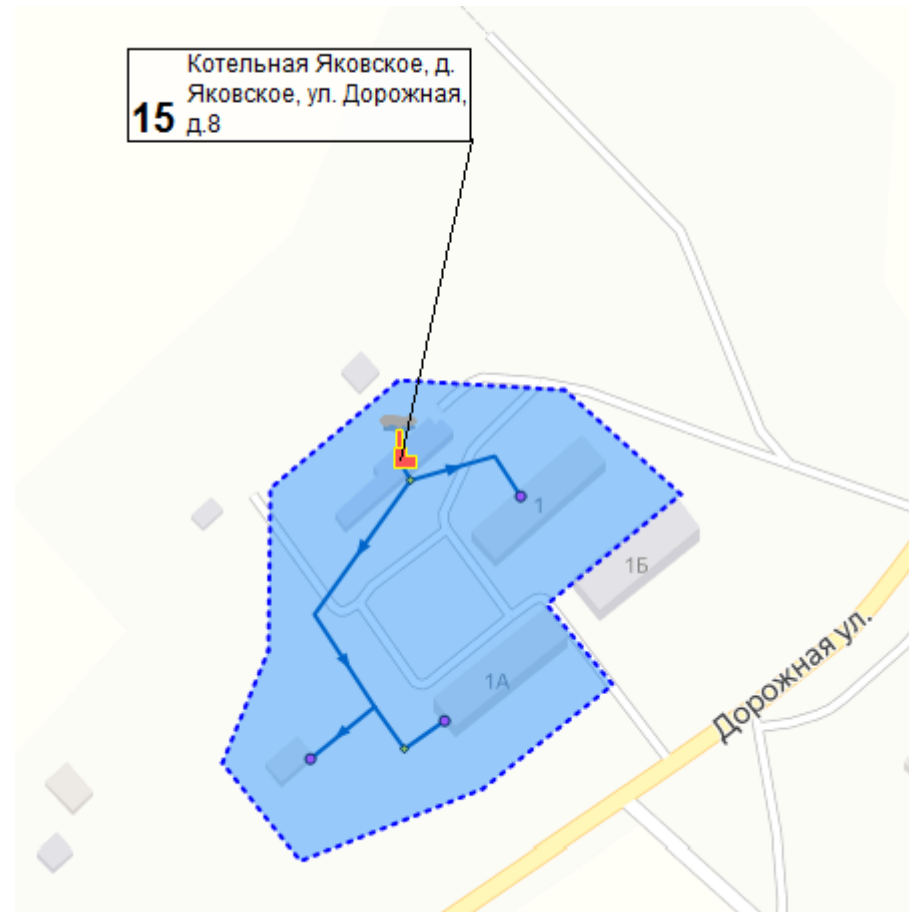 Котельная Яковское, д.
Яковское, ул. Дорожная,
15 д.8
1
1Б
1А
Дорожная ул.